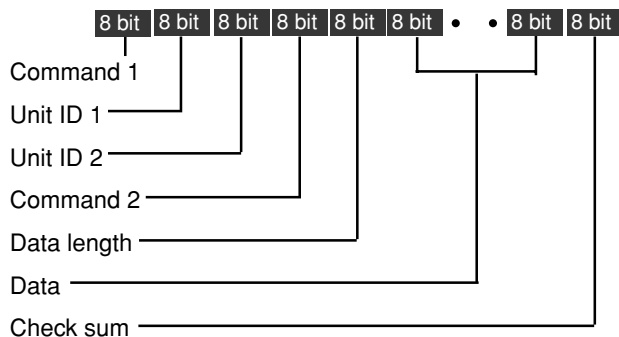 8 bit 8 bit 8 bit 8 bit 8 bit 8 bit • • 8 bit 8 bit
Command 1
Unit ID 1
Unit ID 2
Command 2
Data length
Data
Check sum